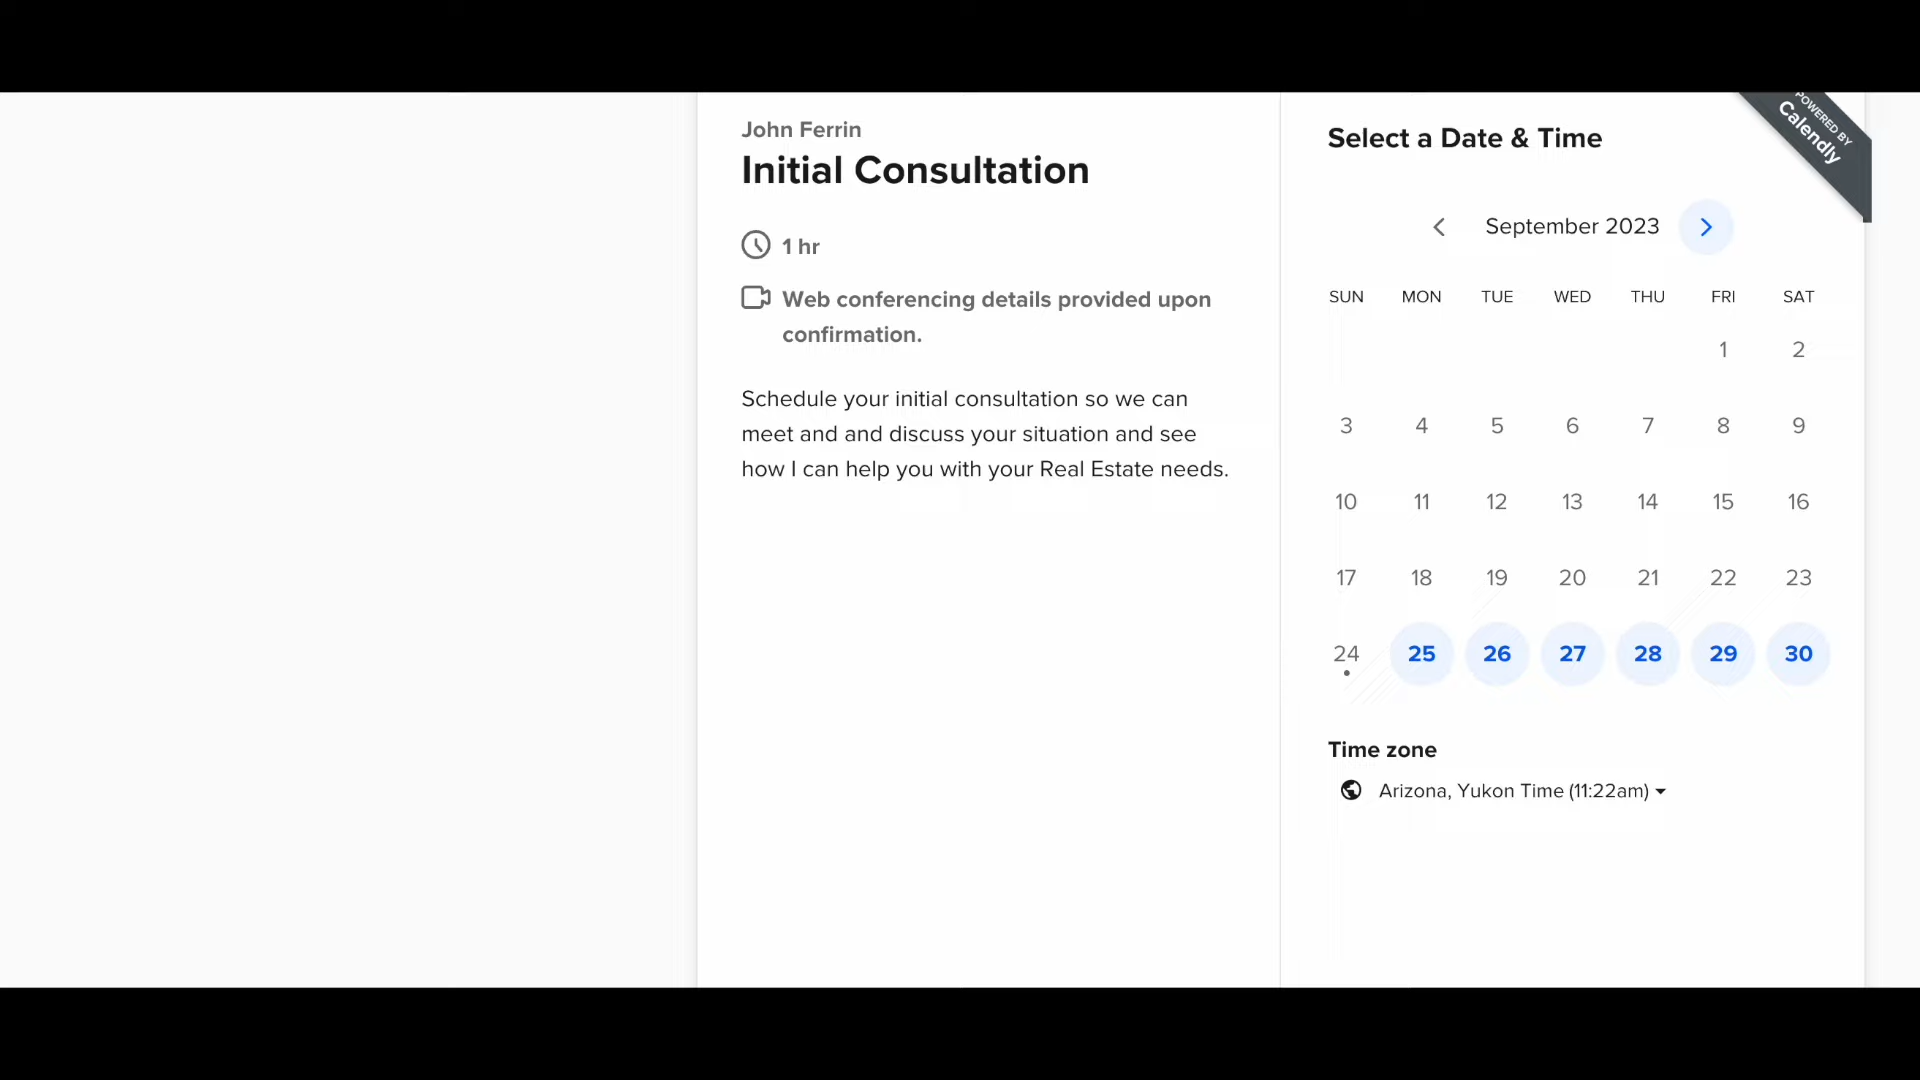 John Ferrin
Initial Consultation
1 hr
Web conferencing details provided upon
confirmation.
Schedule your initial consultation so we can
meet and and discuss your situation and see
how I can help you with your Real Estate needs.
POWERED BY
Calendly
Select a Date & Time
September 2023
SUN MON TUE WED THU FRI SAT
1 2
3 4 5 6 7 8 9
10 11 12 13 14 15 16
17 18 19 20 21 22 23
24 25 26 27 28 29 30
Time zone
Arizona, Yukon Time (11:22am)